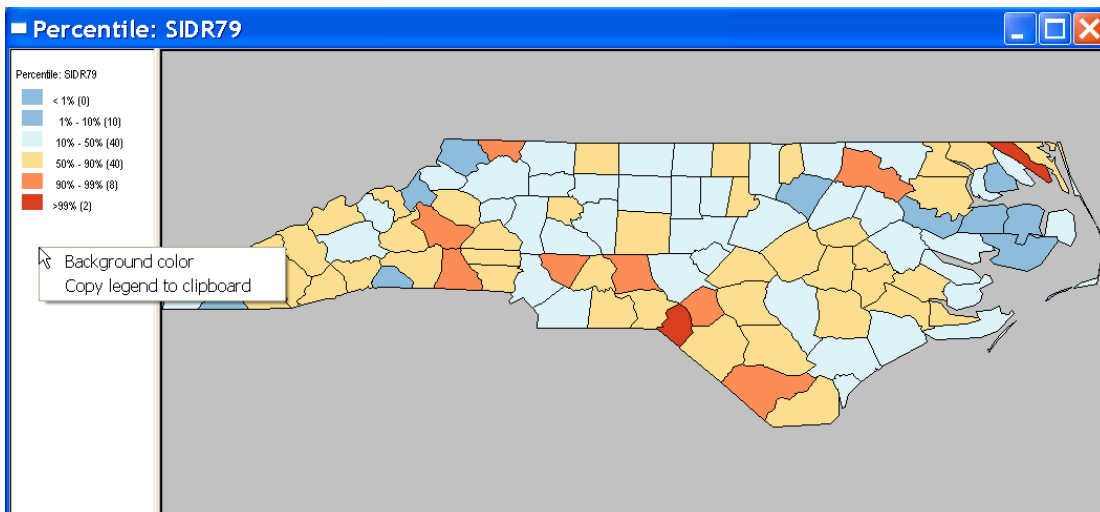 Percentile: SIDR79
Percentile: SIDR79
< 1% (0)
1% - 10% (10)
10% - 50% (40)
50% - 90% (40)
90% - 99% (8)
>99% (2)
Background color
Copy legend to clipboard